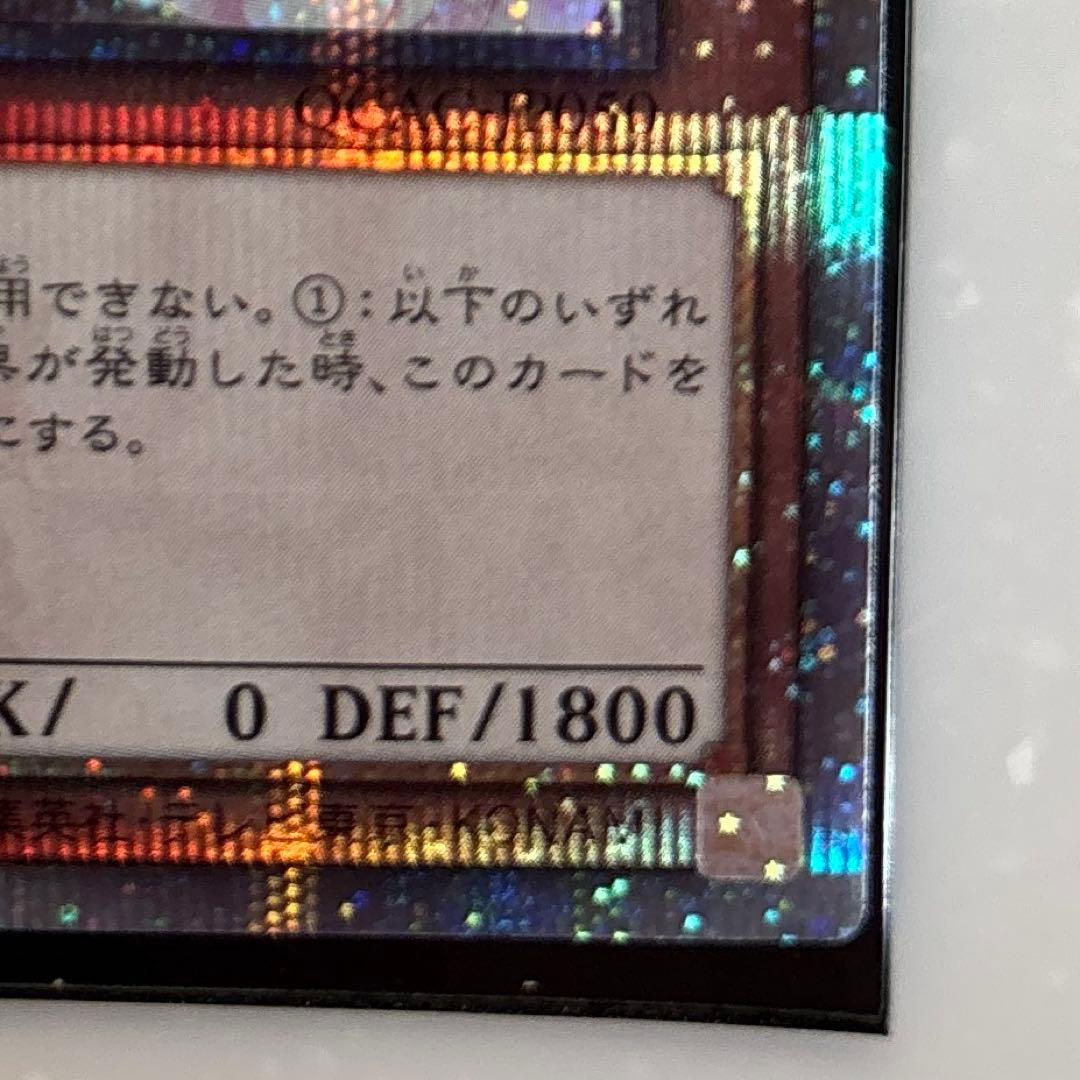 QCAC-JP050
用できない。①:以下のいずれ
果が発動した時、このカードを
にする。
K/ 0 DEF/1800
集英社・テレビ東京・KONAMI